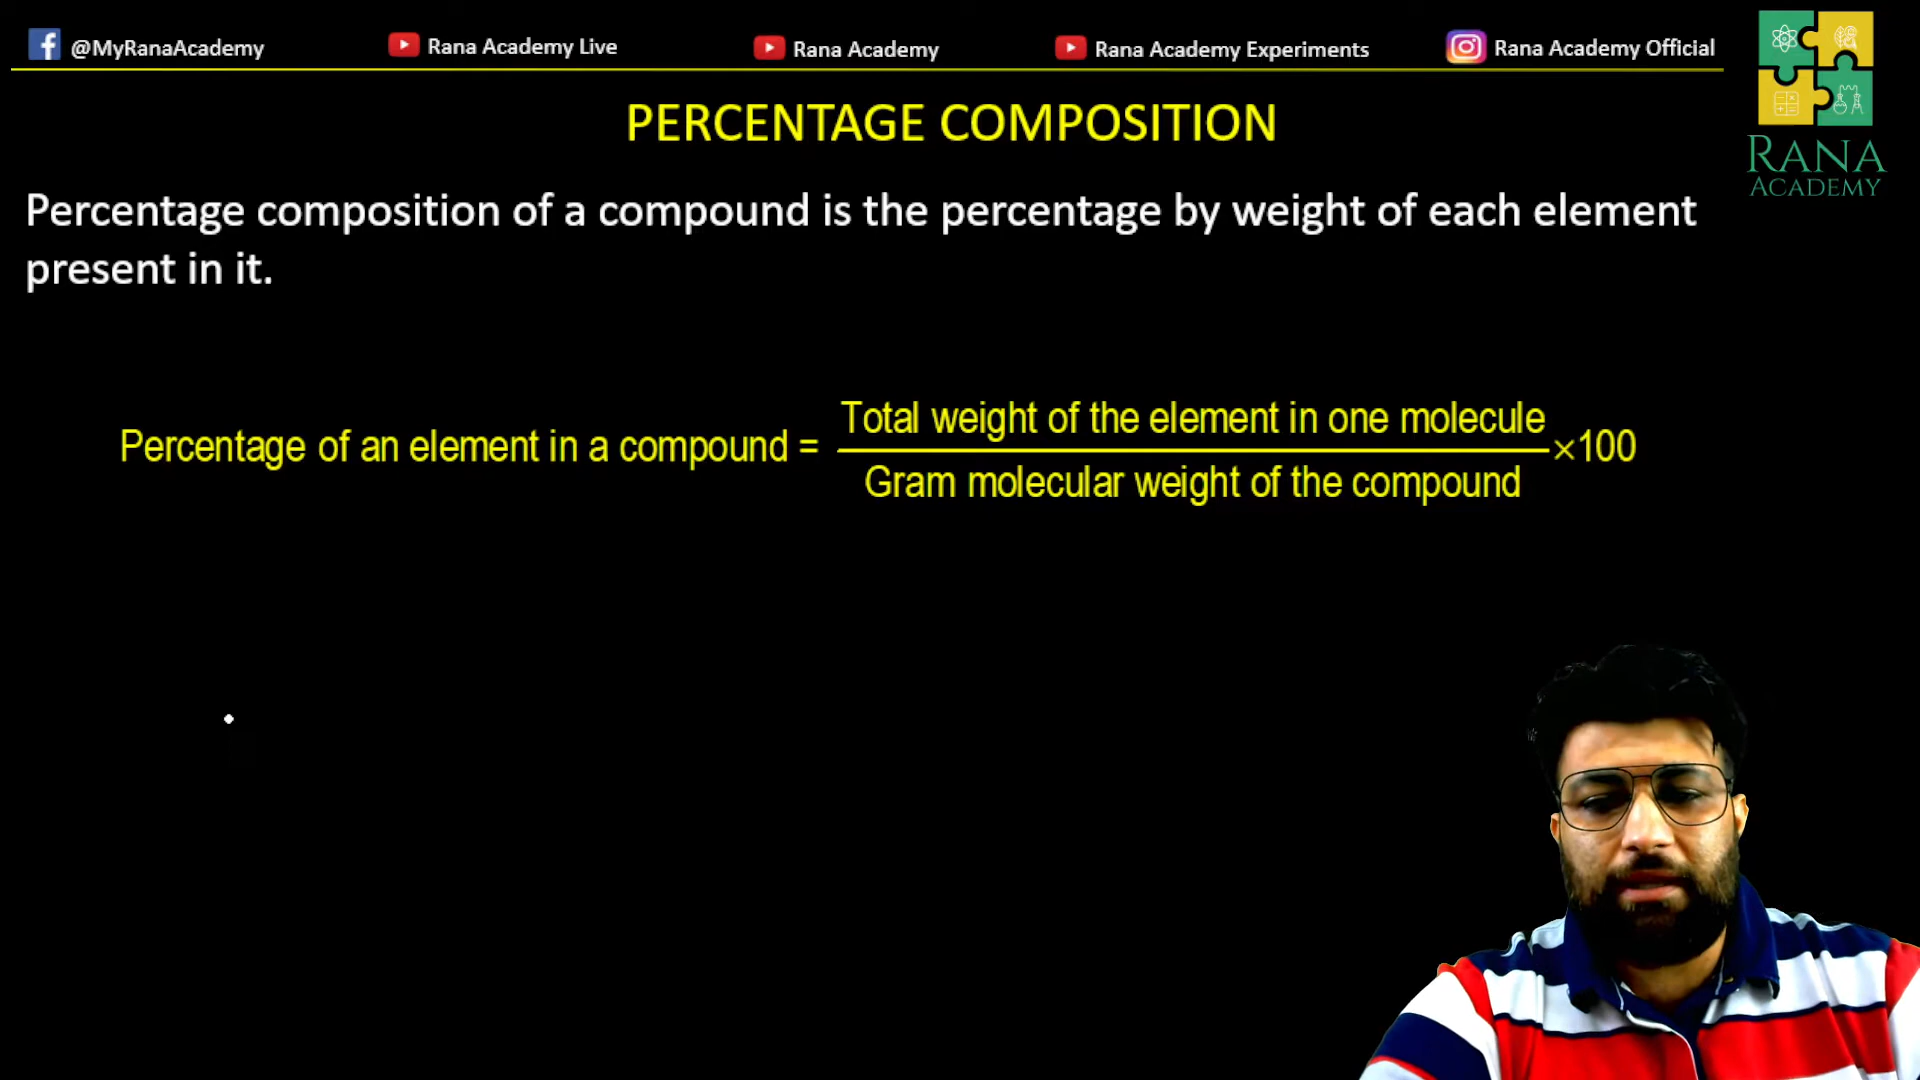 @MyRanaAcademy
Rana Academy Live
Rana Academy
Rana Academy Experiments
Rana Academy Official
RANA
ACADEMY
PERCENTAGE COMPOSITION
Percentage composition of a compound is the percentage by weight of each element
present in it.
Percentage of an element in a compound = Total weight of the element in one molecule / Gram molecular weight of the compound ×100